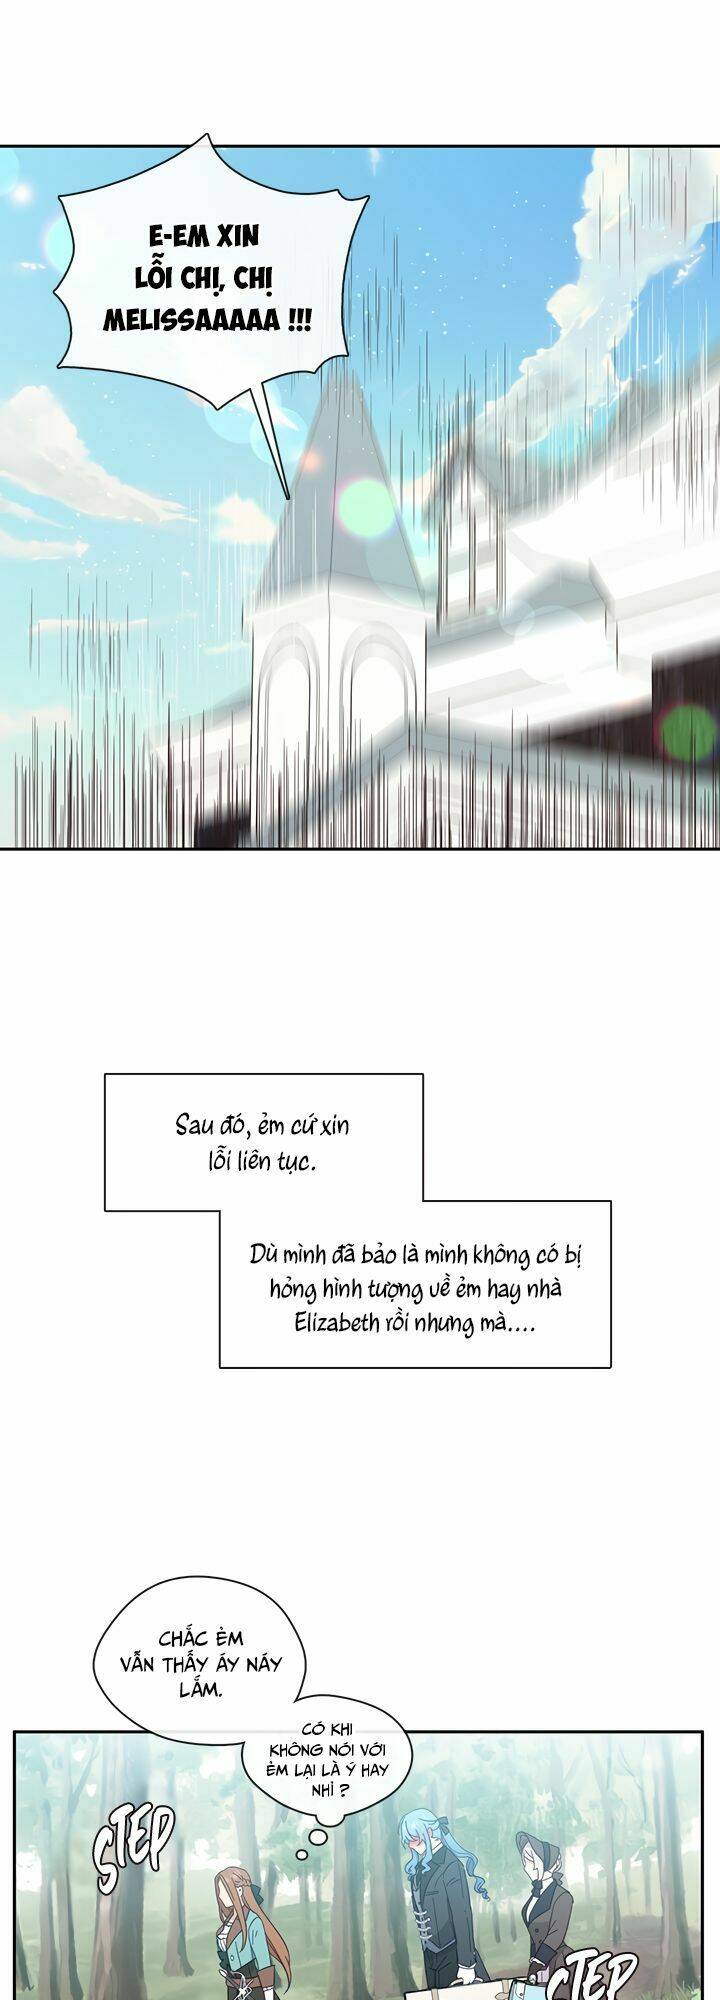 E-EM XIN
LỖI CHỊ, CHỊ
MELISSAAAAA !!!
Sau đó, ẻm cứ xin
lỗi liên tục.
Dù mình đã bảo là mình không có bị
hỏng hình tượng về ẻm hay nhà
Elizabeth rồi nhưng mà....
CHẮC ẺM
VẪN THẤY ÁY NÁY
LẮM.
CÓ KHI
KHÔNG NÓI VỚI
ẺM LẠI LÀ Ý HAY
NHỈ ?
STEP
STEP